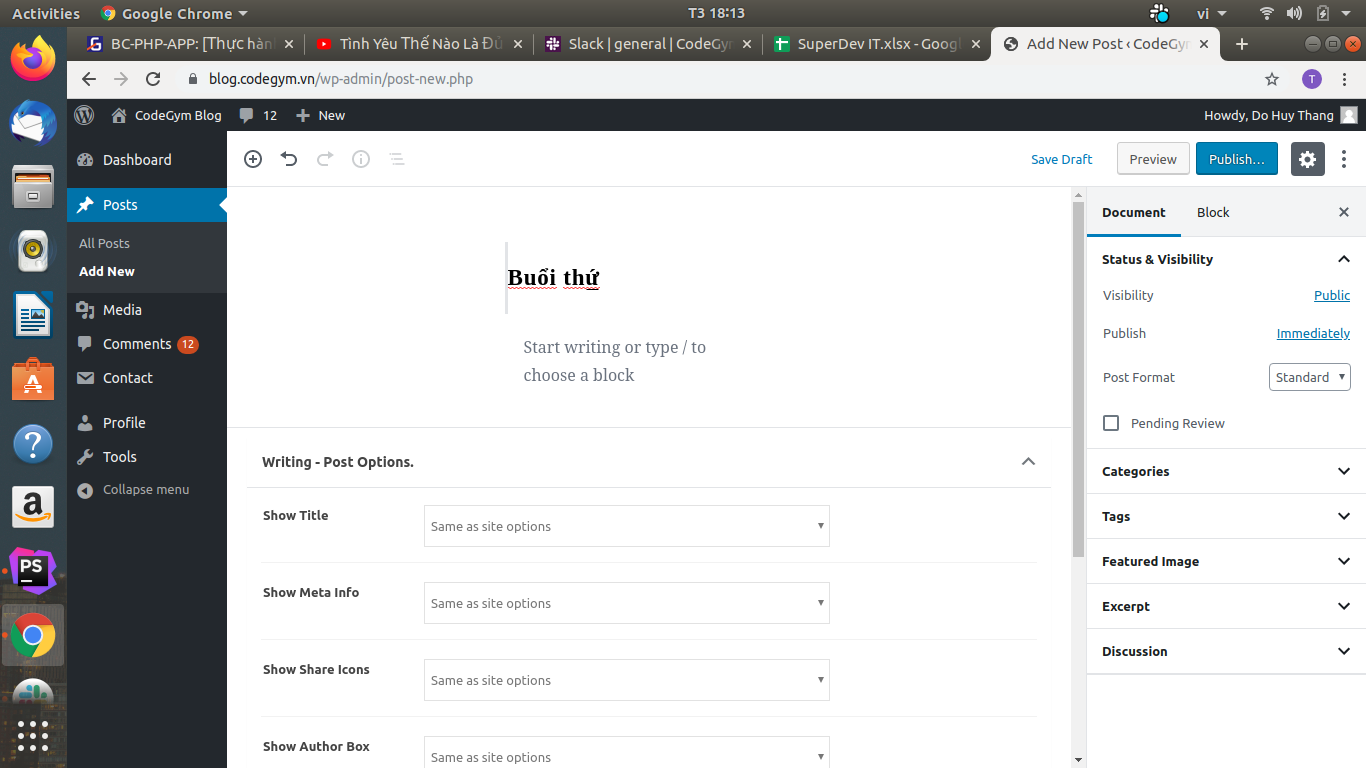 Activities
Google Chrome
T3 18:13
vi
BC-PHP-APP: [Thực hàn
Tình Yêu Thế Nào Là Đủ
Slack | general | CodeGym
SuperDev IT.xlsx - Googl
Add New Post ‹ CodeGym
blog.codegym.vn/wp-admin/post-new.php
T
CodeGym Blog
12
New
Howdy, Do Huy Thang
Dashboard
Posts
All Posts
Add New
Media
Comments 12
Contact
Profile
Tools
Collapse menu
Save Draft
Preview
Publish...
Buổi thứ
Start writing or type / to
choose a block
Writing - Post Options.
Show Title
Same as site options
Show Meta Info
Same as site options
Show Share Icons
Same as site options
Show Author Box
Same as site options
Document
Block
Status & Visibility
Visibility
Public
Publish
Immediately
Post Format
Standard
Pending Review
Categories
Tags
Featured Image
Excerpt
Discussion
PS